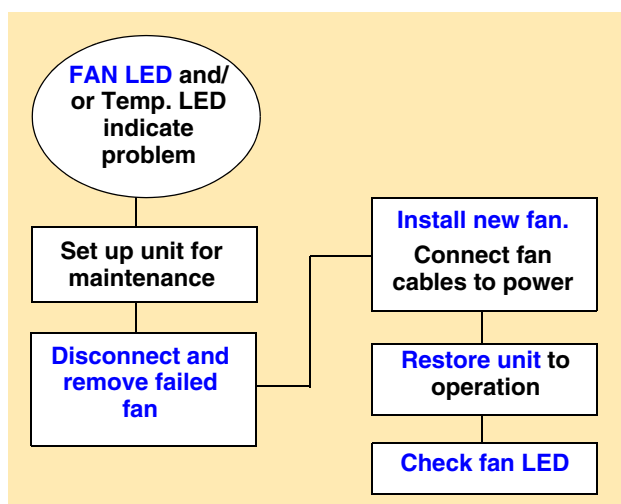 FAN LED and/
or Temp. LED
indicate
problem
Set up unit for
maintenance
Disconnect and
remove failed
fan
Install new fan.
Connect fan
cables to power
Restore unit to
operation
Check fan LED